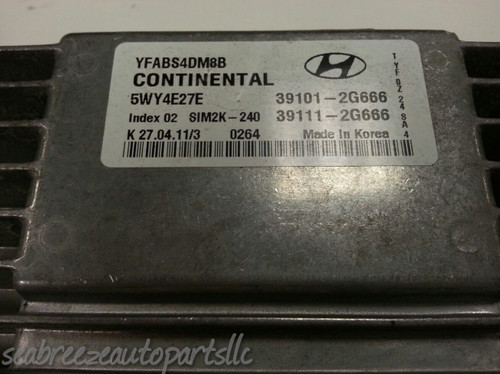 YFABS4DM8B
CONTINENTAL
5WY4E27E 39101-2G666
Index 02 SIM2K-240 39111-2G666
K 27.04.11/3 0264 Made in Korea
TYF0Z248A4
seabreezeautopartsllc